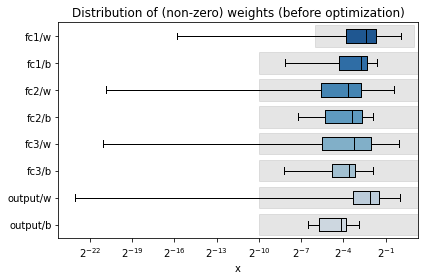 Distribution of (non-zero) weights (before optimization)
fc1/w
fc1/b
fc2/w
fc2/b
fc3/w
fc3/b
output/w
output/b
2⁻²² 2⁻¹⁹ 2⁻¹⁶ 2⁻¹³ 2⁻¹⁰ 2⁻⁷ 2⁻⁴ 2⁻¹
x